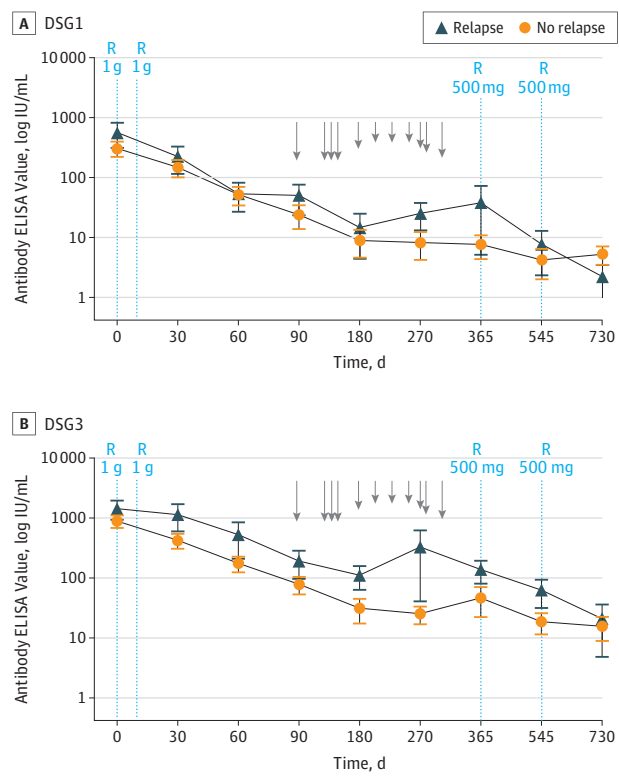 A DSG1
Relapse No relapse
R R R R
1 g 1 g 500 mg 500 mg
Antibody ELISA Value, log IU/mL
10 000
1000
100
10
1
0 30 60 90 180 270 365 545 730
Time, d
B DSG3
R R R R
1 g 1 g 500 mg 500 mg
Antibody ELISA Value, log IU/mL
10 000
1000
100
10
1
0 30 60 90 180 270 365 545 730
Time, d